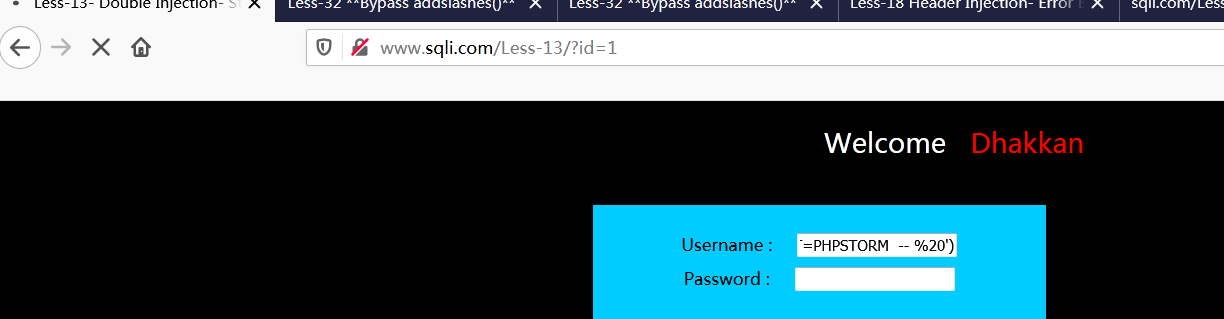 Less-13- Double Injection- St
Less-32 **Bypass addslashes()**
Less-32 **Bypass addslashes()**
Less-18 Header Injection- Error B
sqli.com/Less
www.sqli.com/Less-13/?id=1
Welcome Dhakkan
Username : =PHPSTORM -- %20')
Password :